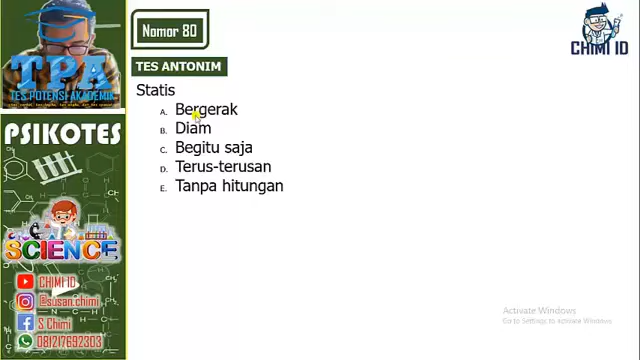 Nomor 80
CHIMI ID
TPA
TES POTENSI AKADEMIK
TES ANTONIM
Statis
A. Bergerak
B. Diam
C. Begitu saja
D. Terus-terusan
E. Tanpa hitungan
PSIKOTES
SCIENCE
CHIMI ID
@susan.chimi
S Chimi
081217692303
Activate Windows
Go to Settings to Activate Windows.